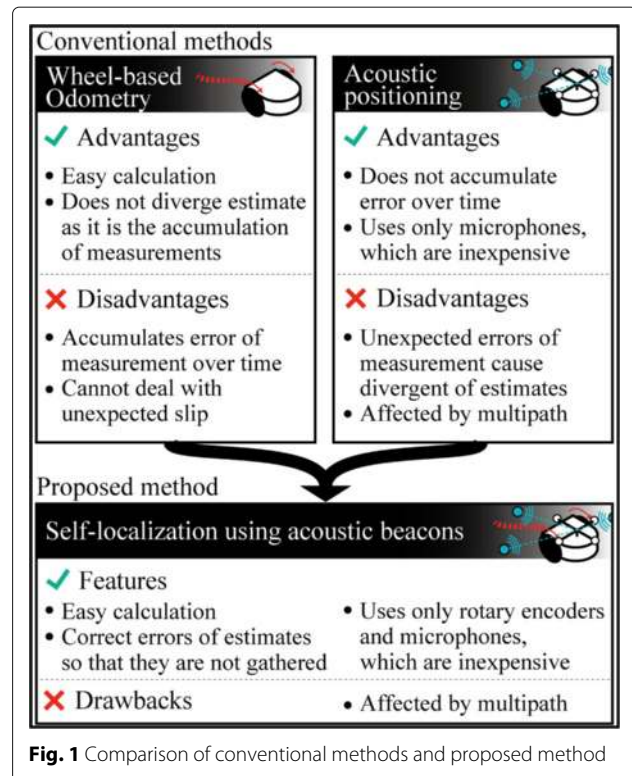 Conventional methods
Wheel-based
Odometry
✓ Advantages
• Easy calculation
• Does not diverge estimate
as it is the accumulation
of measurements
✗ Disadvantages
• Accumulates error of
measurement over time
• Cannot deal with
unexpected slip
Acoustic
positioning
✓ Advantages
• Does not accumulate
error over time
• Uses only microphones,
which are inexpensive
✗ Disadvantages
• Unexpected errors of
measurement cause
divergent of estimates
• Affected by multipath
Proposed method
Self-localization using acoustic beacons
✓ Features
• Easy calculation
• Correct errors of estimates
so that they are not gathered
• Uses only rotary encoders
and microphones,
which are inexpensive
✗ Drawbacks
• Affected by multipath
Fig. 1 Comparison of conventional methods and proposed method